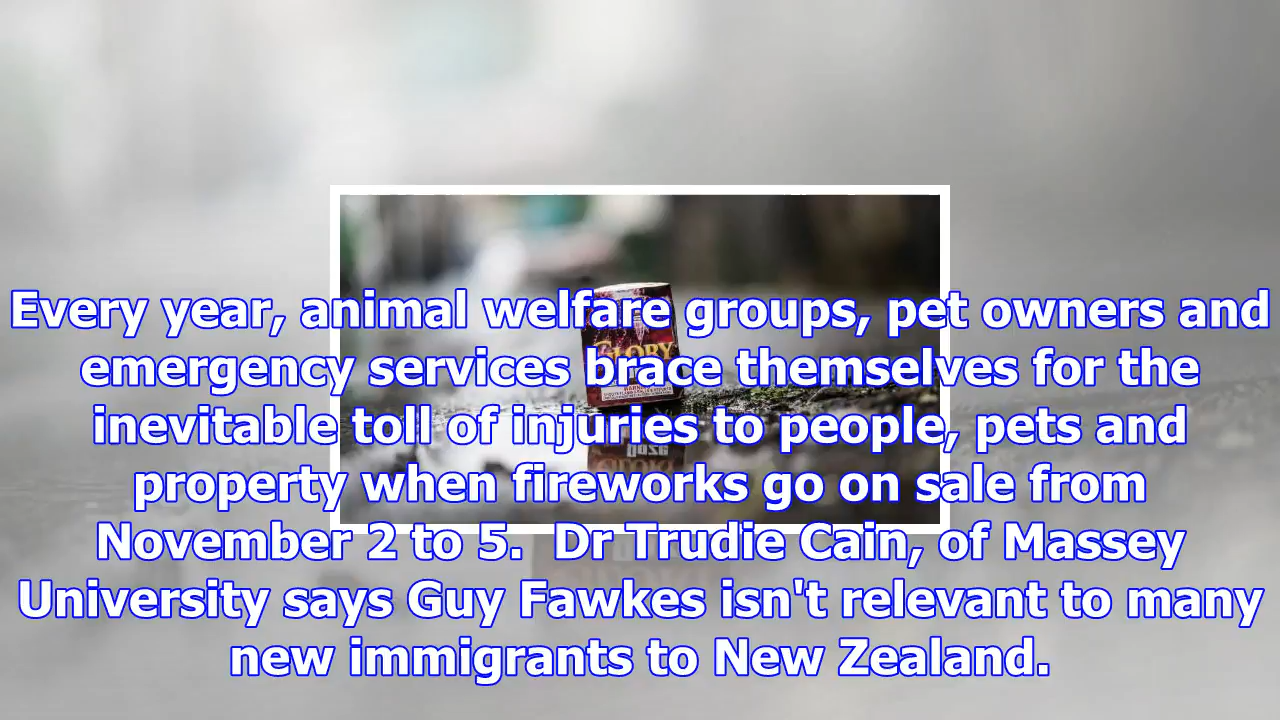 Every year, animal welfare groups, pet owners and
emergency services brace themselves for the
inevitable toll of injuries to people, pets and
property when fireworks go on sale from
November 2 to 5.  Dr Trudie Cain, of Massey
University says Guy Fawkes isn't relevant to many
new immigrants to New Zealand.
GLORY